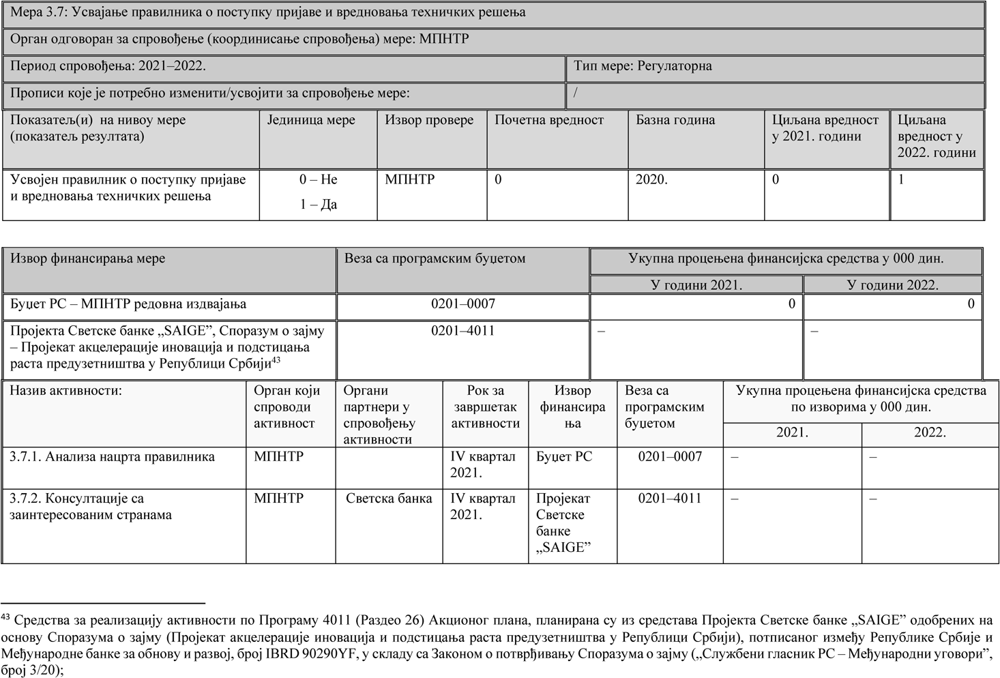 Мера 3.7: Усвајање правилника о поступку пријаве и вредновања техничких решења
Орган одговоран за спровођење (координисање спровођења) мере: МПНТР
Период спровођења: 2021–2022.
Тип мере: Регулаторна
Прописи које је потребно изменити/усвојити за спровођење мере:
/
Показатељ(и) на нивоу мере
(показатељ резултата)
Јединица мере
Извор провере
Почетна вредност
Базна година
Циљана вредност
у 2021. години
Циљана
вредност у
2022. години
Усвојен правилник о поступку пријаве
и вредновања техничких решења
0 – Не
1 – Да
МПНТР
0
2020.
0
1
Извор финансирања мере
Веза са програмским буџетом
Укупна процењена финансијска средства у 000 дин.
У години 2021.
У години 2022.
Буџет РС – МПНТР редовна издвајања
0201–0007
0
0
Пројекта Светске банке „SAIGE”, Споразум о зајму
– Пројекат акцелерације иновација и подстицања
раста предузетништва у Републици Србији43
0201–4011
–
–
Назив активности:
Орган који
спроводи
активност
Органи
партнери у
спровођењу
активности
Рок за
завршетак
активности
Извор
финансира
ња
Веза са
програмским
буџетом
Укупна процењена финансијска средства
по изворима у 000 дин.
2021.
2022.
3.7.1. Анализа нацрта правилника
МПНТР
IV квартал
2021.
Буџет РС
0201–0007
–
–
3.7.2. Консултације са
заинтересованим странама
МПНТР
Светска банка
IV квартал
2021.
Пројекат
Светске
банке
„SAIGE”
0201–4011
–
–
43 Средства за реализацију активности по Програму 4011 (Раздео 26) Акционог плана, планирана су из средстава Пројекта Светске банке „SAIGE” одобрених на
основу Споразума о зајму (Пројекат акцелерације иновација и подстицања раста предузетништва у Републици Србији), потписаног између Републике Србије и
Међународне банке за обнову и развој, број IBRD 90290YF, у складу са Законом о потврђивању Споразума о зајму („Службени гласник РС – Међународни уговори”,
број 3/20);